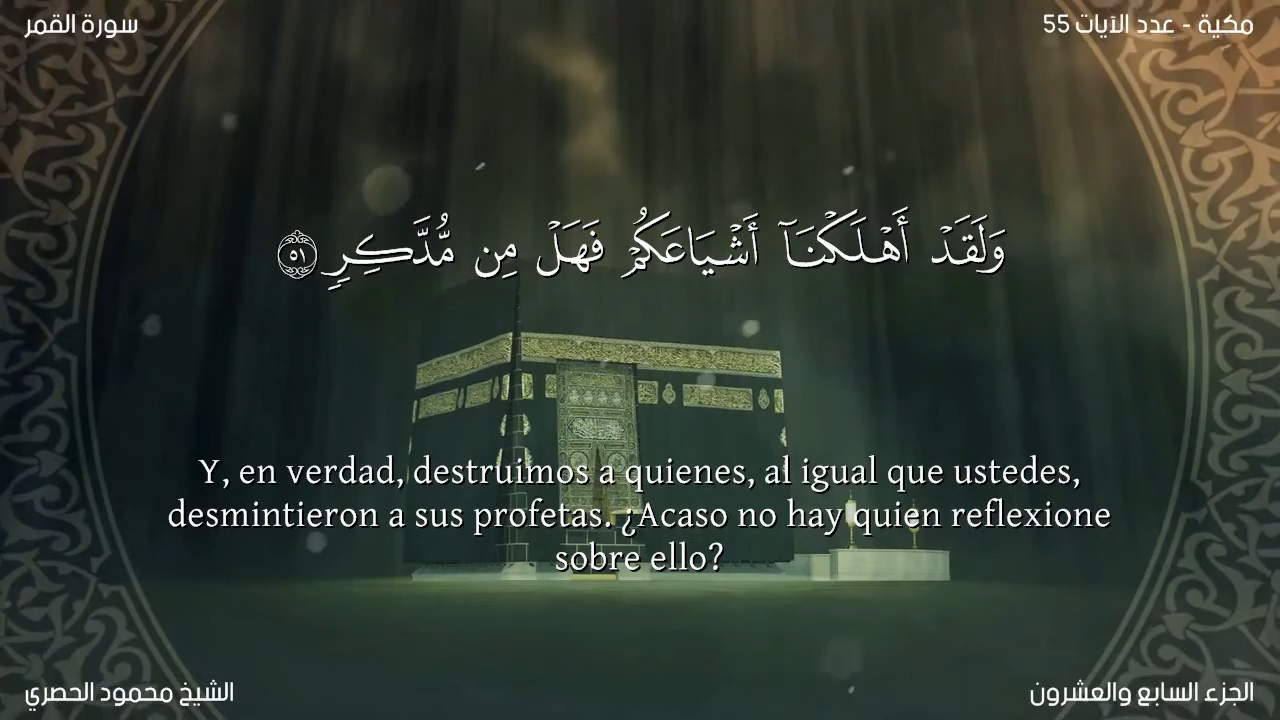 سورة القمر
مكية - عدد الآيات 55
وَلَقَدْ أَهْلَكْنَآ أَشْيَاعَكُمْ فَهَلْ مِن مُّدَّكِرٍ ٥١
Y, en verdad, destruimos a quienes, al igual que ustedes,
desmintieron a sus profetas. ¿Acaso no hay quien reflexione
sobre ello?
الشيخ محمود الحصري
الجزء السابع والعشرون